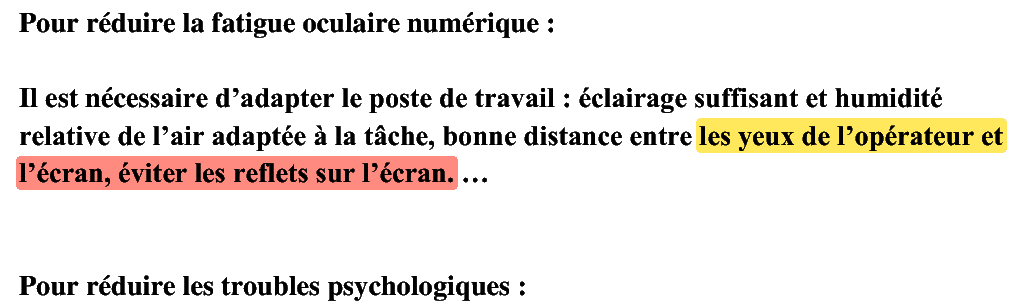 Pour réduire la fatigue oculaire numérique :
Il est nécessaire d’adapter le poste de travail : éclairage suffisant et humidité
relative de l’air adaptée à la tâche, bonne distance entre les yeux de l’opérateur et
l’écran, éviter les reflets sur l’écran. …
Pour réduire les troubles psychologiques :